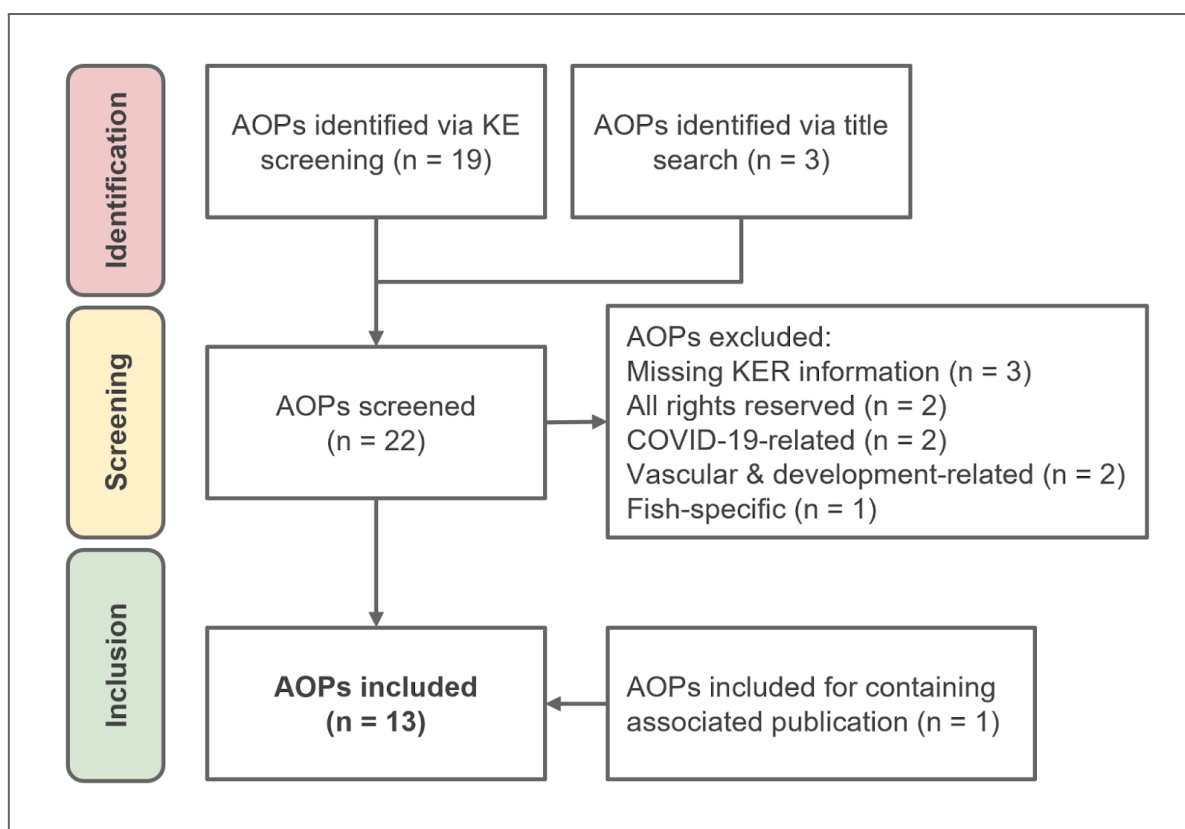 Identification
AOPs identified via KE
screening (n = 19)
AOPs identified via title
search (n = 3)
Screening
AOPs screened
(n = 22)
AOPs excluded:
Missing KER information (n = 3)
All rights reserved (n = 2)
COVID-19-related (n = 2)
Vascular & development-related (n = 2)
Fish-specific (n = 1)
Inclusion
AOPs included
(n = 13)
AOPs included for containing
associated publication (n = 1)